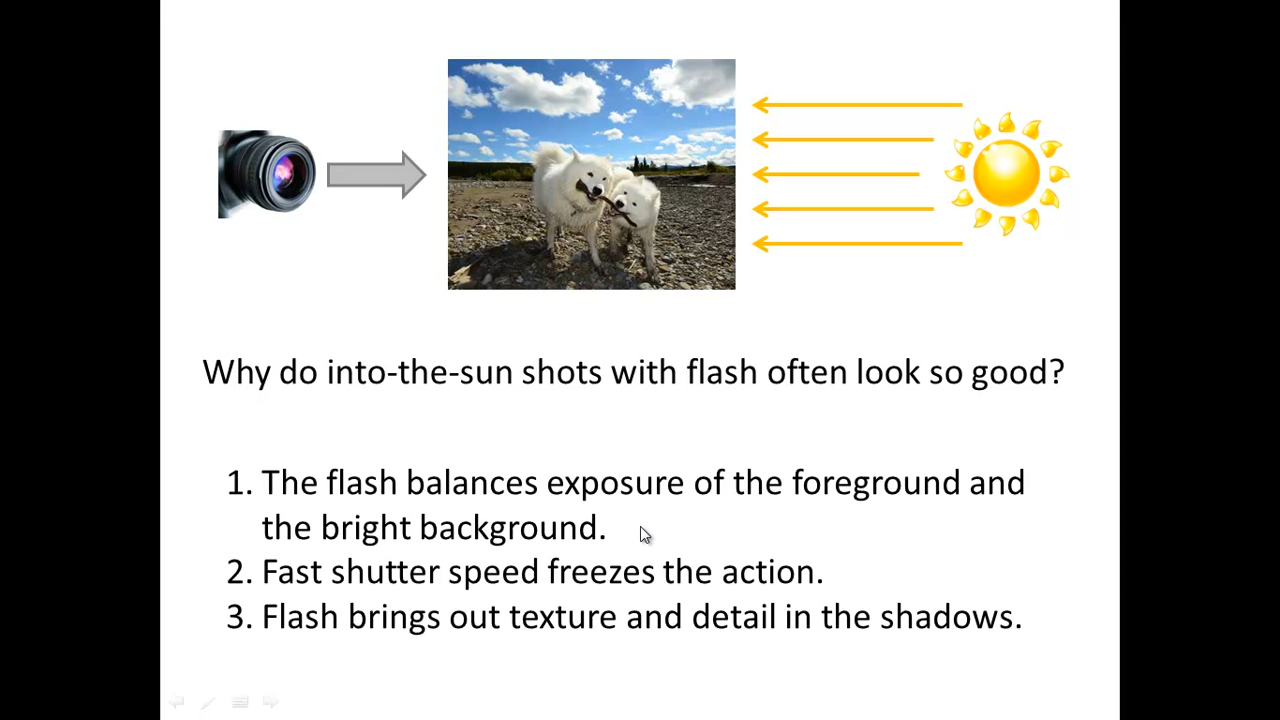 Why do into-the-sun shots with flash often look so good?
1. The flash balances exposure of the foreground and
the bright background.
2. Fast shutter speed freezes the action.
3. Flash brings out texture and detail in the shadows.